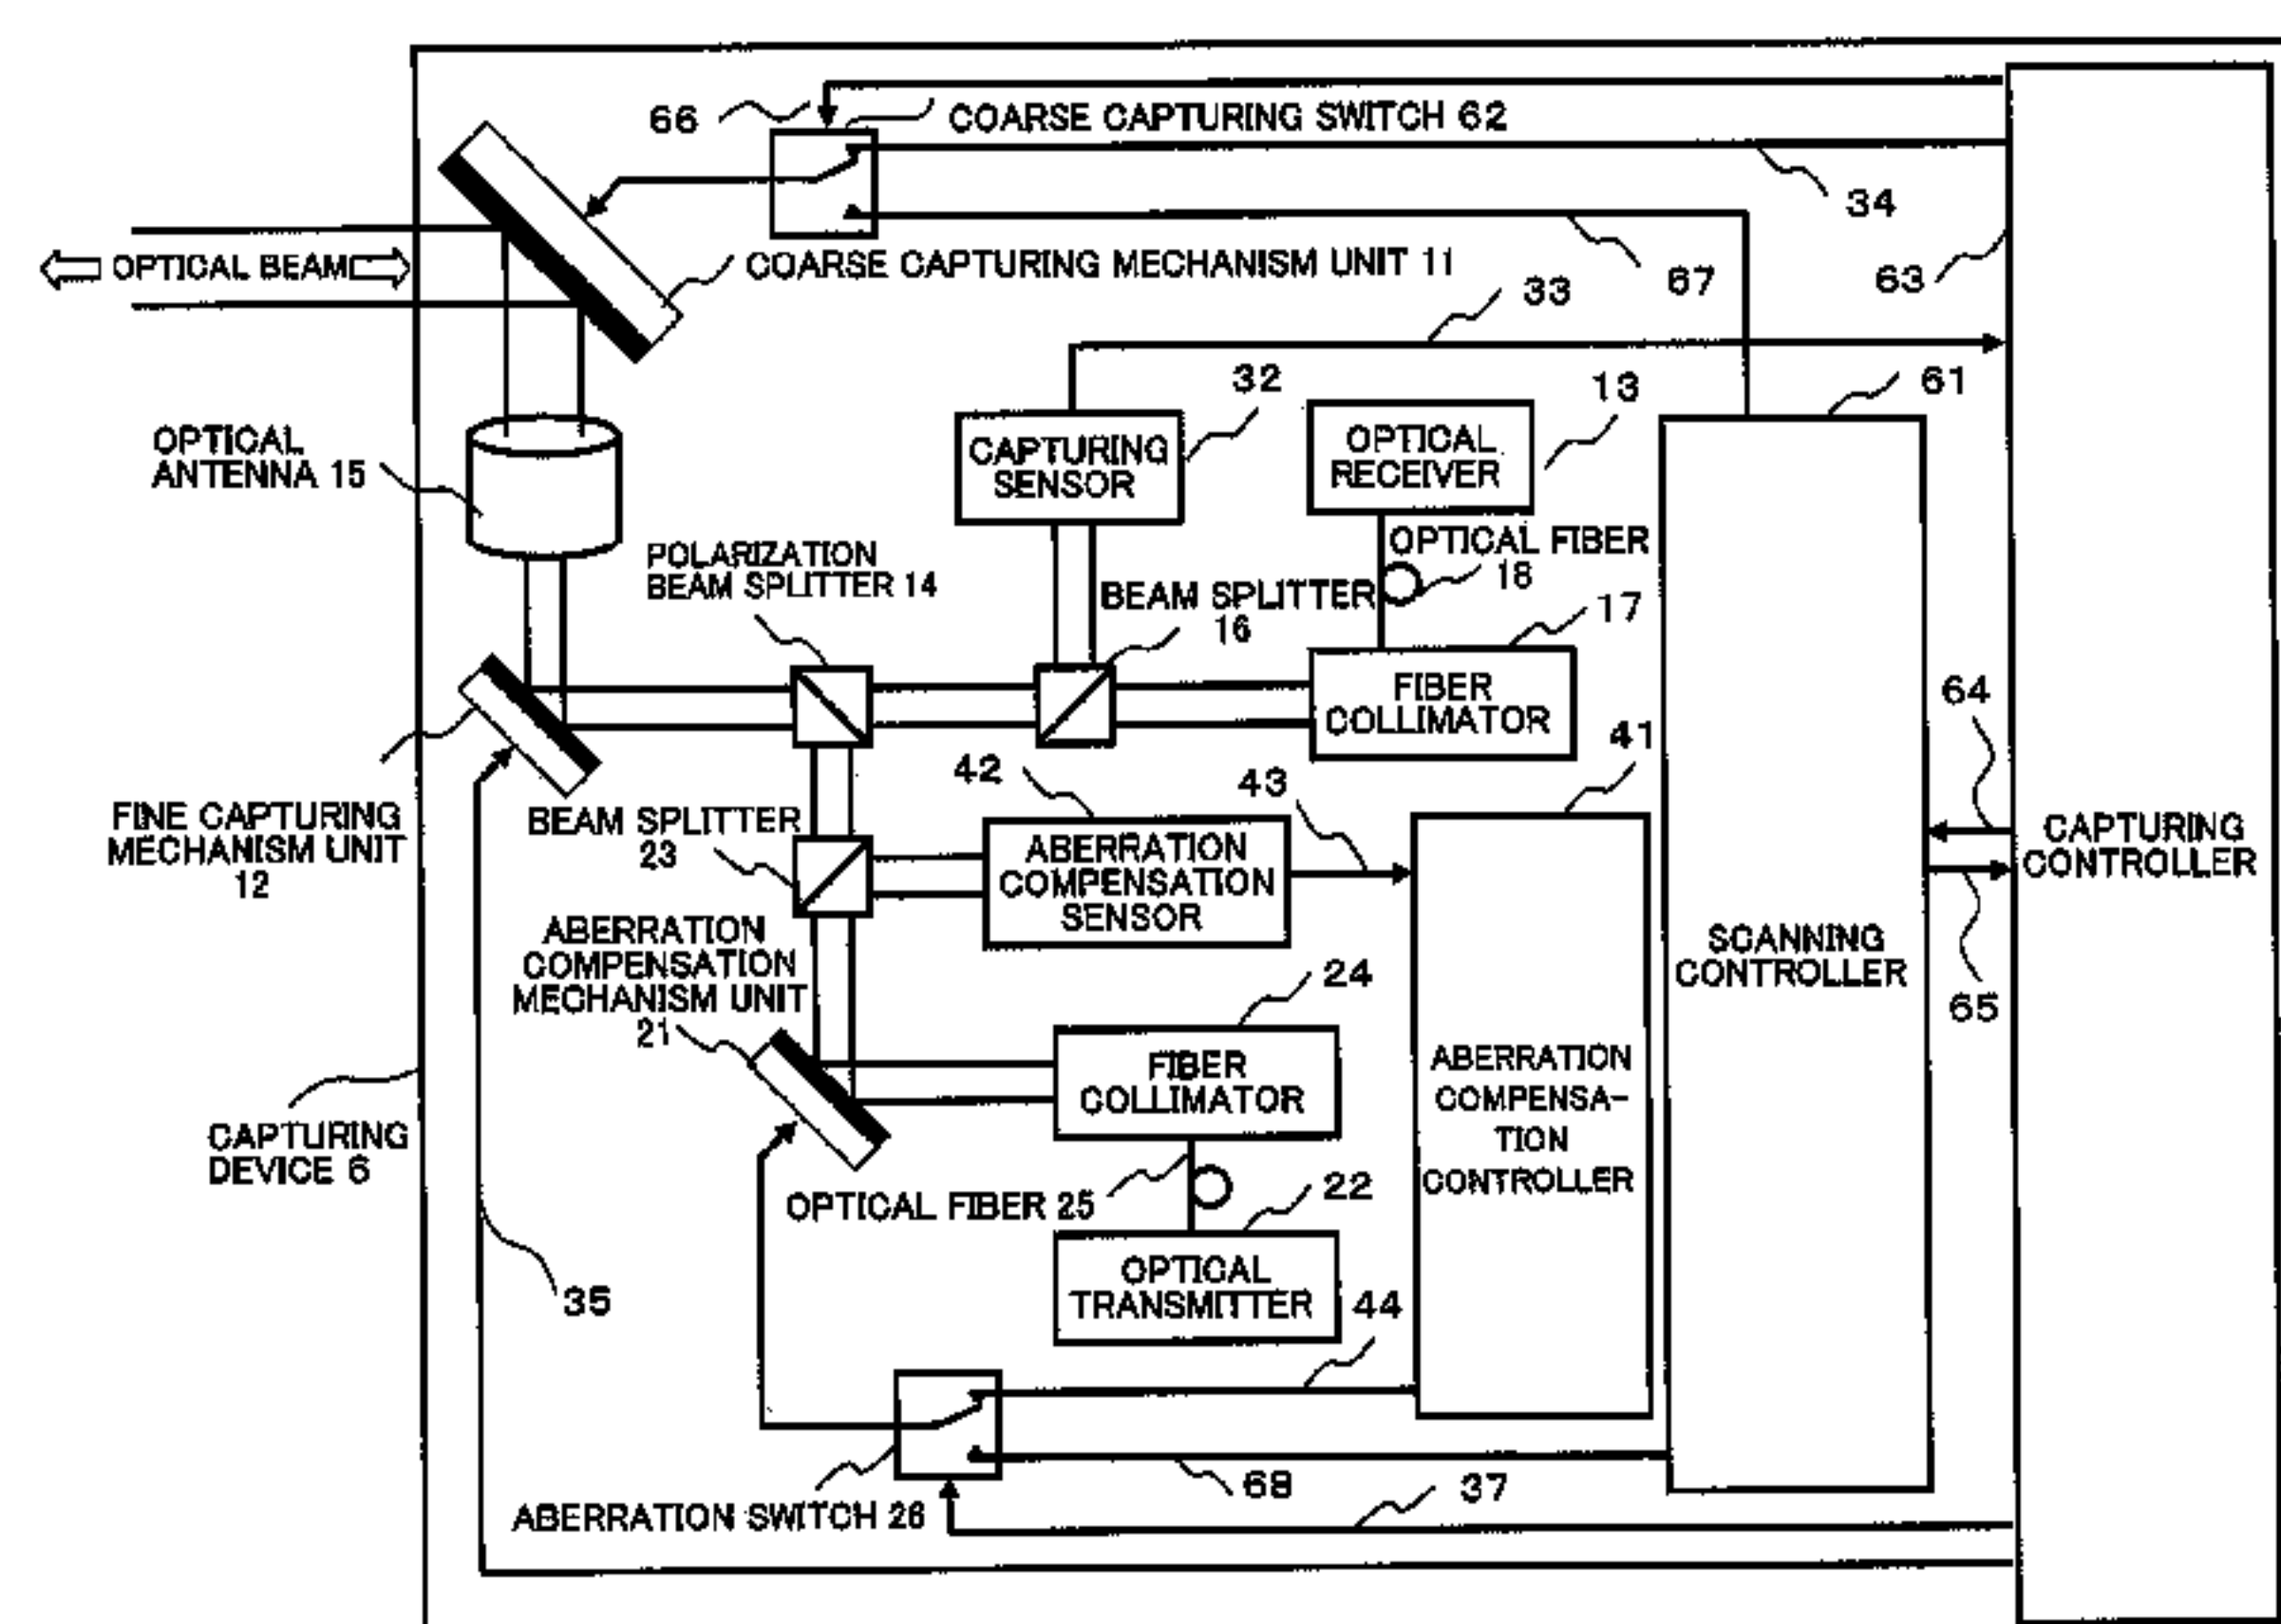 66
COARSE CAPTURING SWITCH 62
34
OPTICAL BEAM
COARSE CAPTURING MECHANISM UNIT 11
67
63
33
32
13
61
OPTICAL
ANTENNA 15
CAPTURING
SENSOR
OPTICAL
RECEIVER
POLARIZATION
BEAM SPLITTER 14
OPTICAL FIBER
18
BEAM SPLITTER
16
17
FIBER
COLLIMATOR
64
41
42
43
FINE CAPTURING
MECHANISM UNIT
12
BEAM SPLITTER
23
ABERRATION
COMPENSATION
SENSOR
CAPTURING
CONTROLLER
ABERRATION
COMPENSATION
MECHANISM UNIT
21
24
SCANNING
CONTROLLER
65
FIBER
COLLIMATOR
ABERRATION
COMPENSA-
TION
CONTROLLER
CAPTURING
DEVICE 6
OPTICAL FIBER 25
22
35
OPTICAL
TRANSMITTER
44
68
37
ABERRATION SWITCH 26